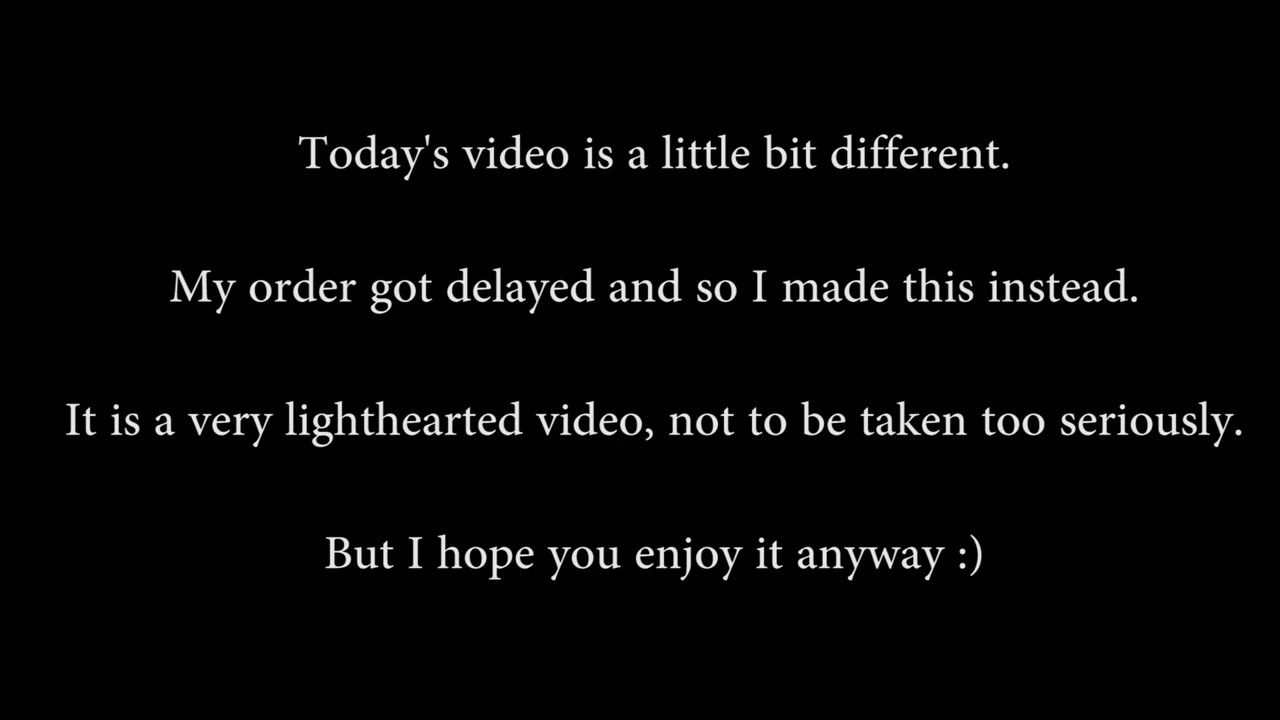 Today's video is a little bit different.
My order got delayed and so I made this instead.
It is a very lighthearted video, not to be taken too seriously.
But I hope you enjoy it anyway :)